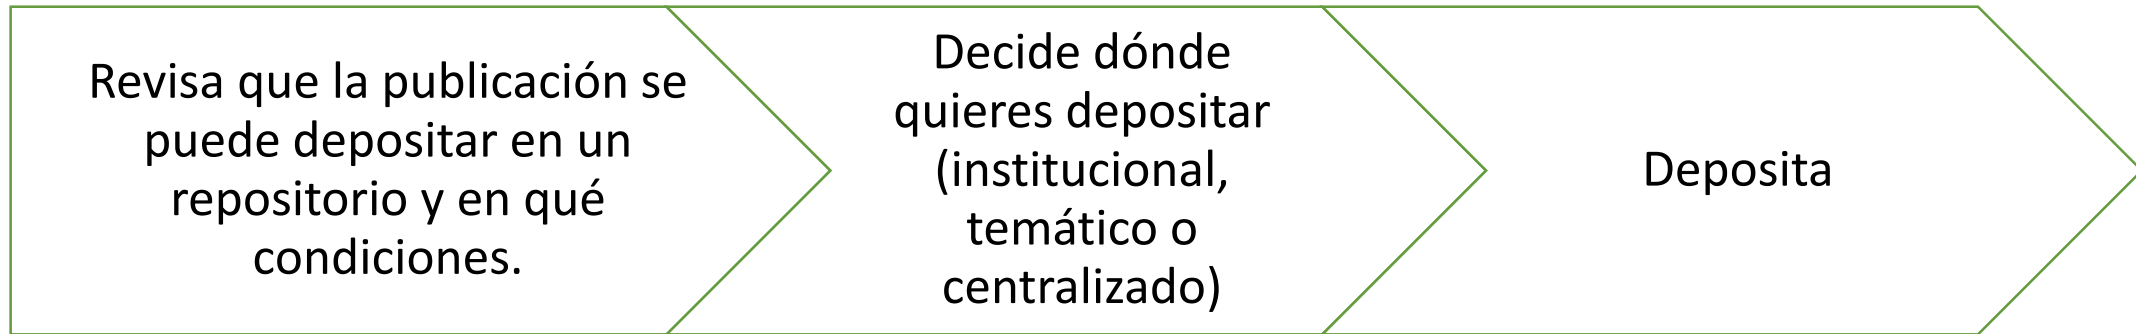 Revisa que la publicación se
puede depositar en un
repositorio y en qué
condiciones.
Decide dónde
quieres depositar
(institucional,
temático o
centralizado)
Deposita